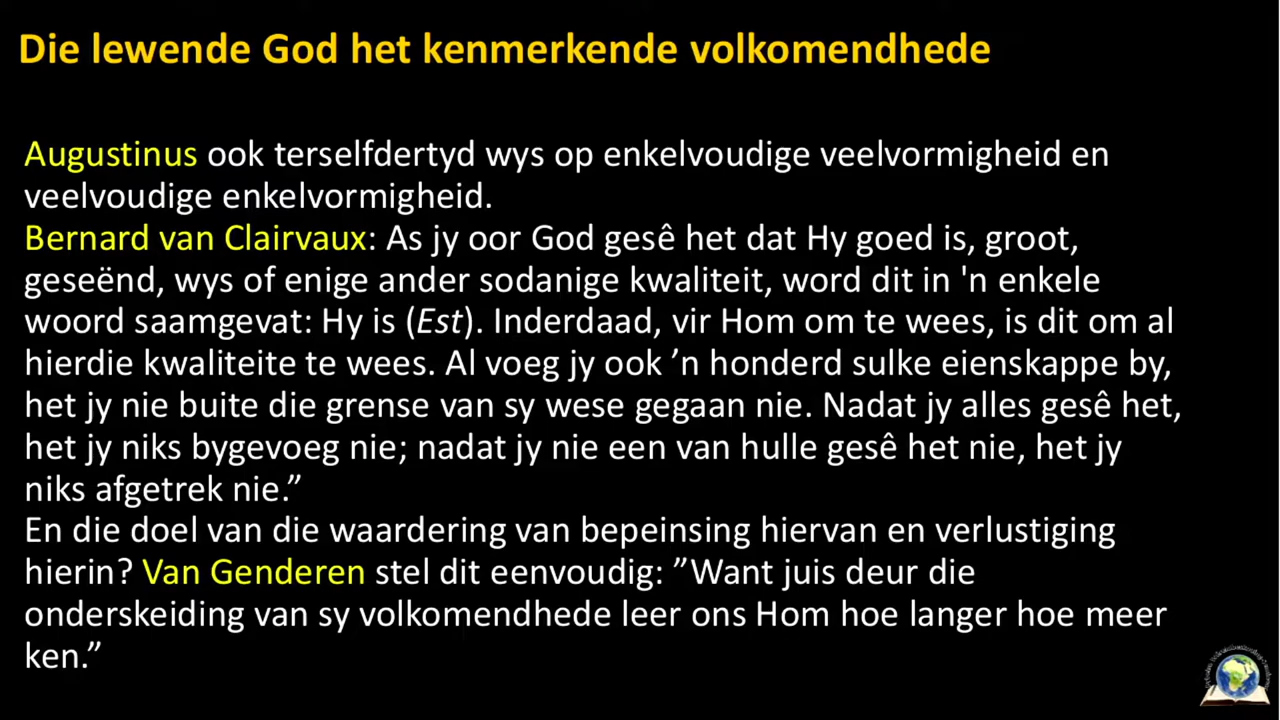 Die lewende God het kenmerkende volkomendhede
Augustinus ook terselfdertyd wys op enkelvoudige veelvormigheid en
veelvoudige enkelvormigheid.
Bernard van Clairvaux: As jy oor God gesê het dat Hy goed is, groot,
geseënd, wys of enige ander sodanige kwaliteit, word dit in 'n enkele
woord saamgevat: Hy is (Est). Inderdaad, vir Hom om te wees, is dit om al
hierdie kwaliteite te wees. Al voeg jy ook ’n honderd sulke eienskappe by,
het jy nie buite die grense van sy wese gegaan nie. Nadat jy alles gesê het,
het jy niks bygevoeg nie; nadat jy nie een van hulle gesê het nie, het jy
niks afgetrek nie.”
En die doel van die waardering van bepeinsing hiervan en verlustiging
hierin? Van Genderen stel dit eenvoudig: ”Want juis deur die
onderskeiding van sy volkomendhede leer ons Hom hoe langer hoe meer
ken.”